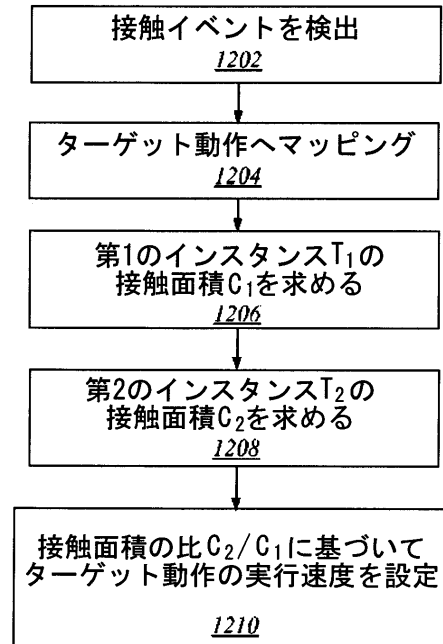 接触イベントを検出
1202
ターゲット動作へマッピング
1204
第1のインスタンスT₁の
接触面積C₁を求める
1206
第2のインスタンスT₂の
接触面積C₂を求める
1208
接触面積の比C₂/C₁に基づいて
ターゲット動作の実行速度を設定
1210